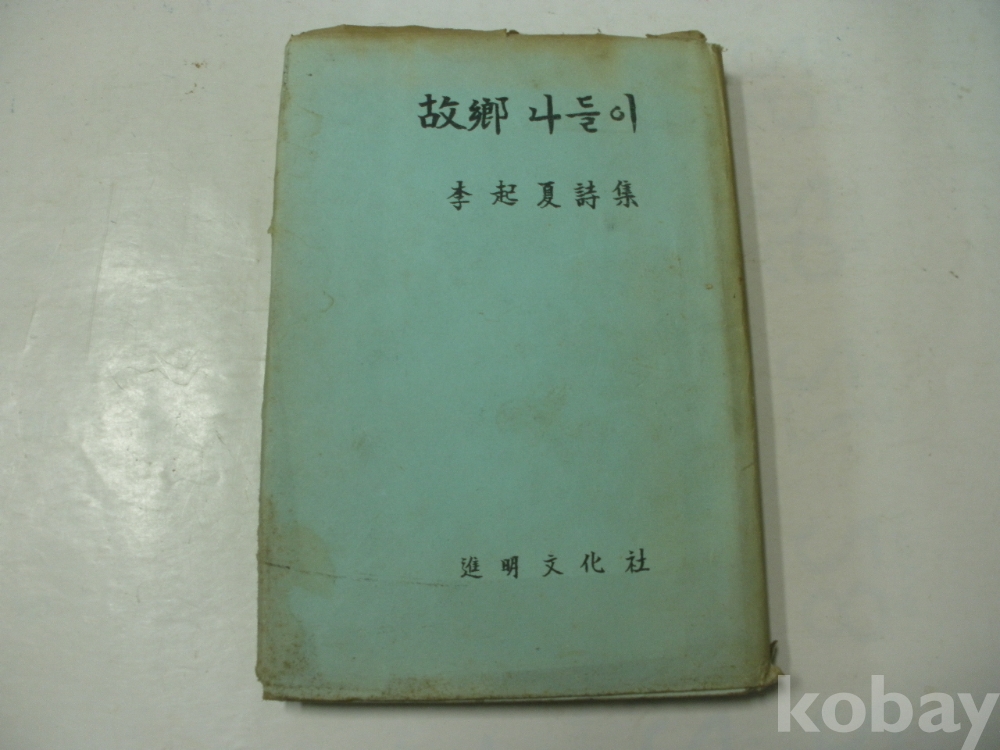 故鄕 나들이
李起夏詩集
進明文化社
kobay